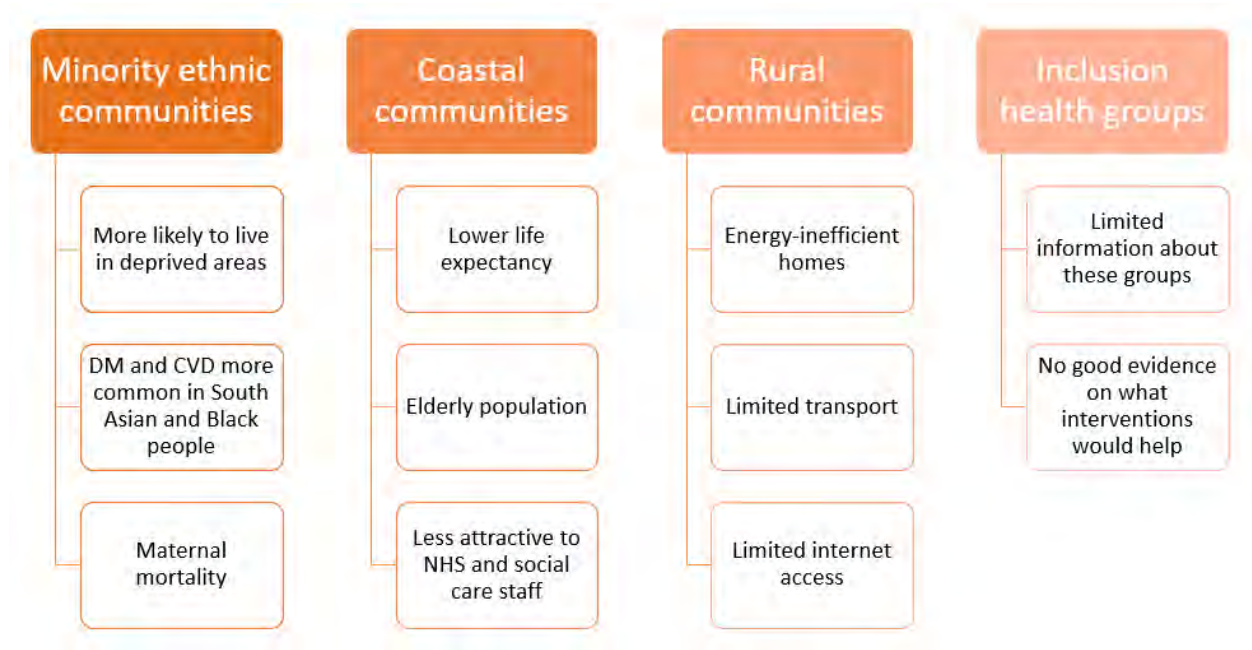 Minority ethnic
communities
More likely to live
in deprived areas
DM and CVD more
common in South
Asian and Black
people
Maternal
mortality
Coastal
communities
Lower life
expectancy
Elderly population
Less attractive to
NHS and social
care staff
Rural
communities
Energy-inefficient
homes
Limited transport
Limited internet
access
Inclusion
health groups
Limited
information about
these groups
No good evidence
on what
interventions
would help